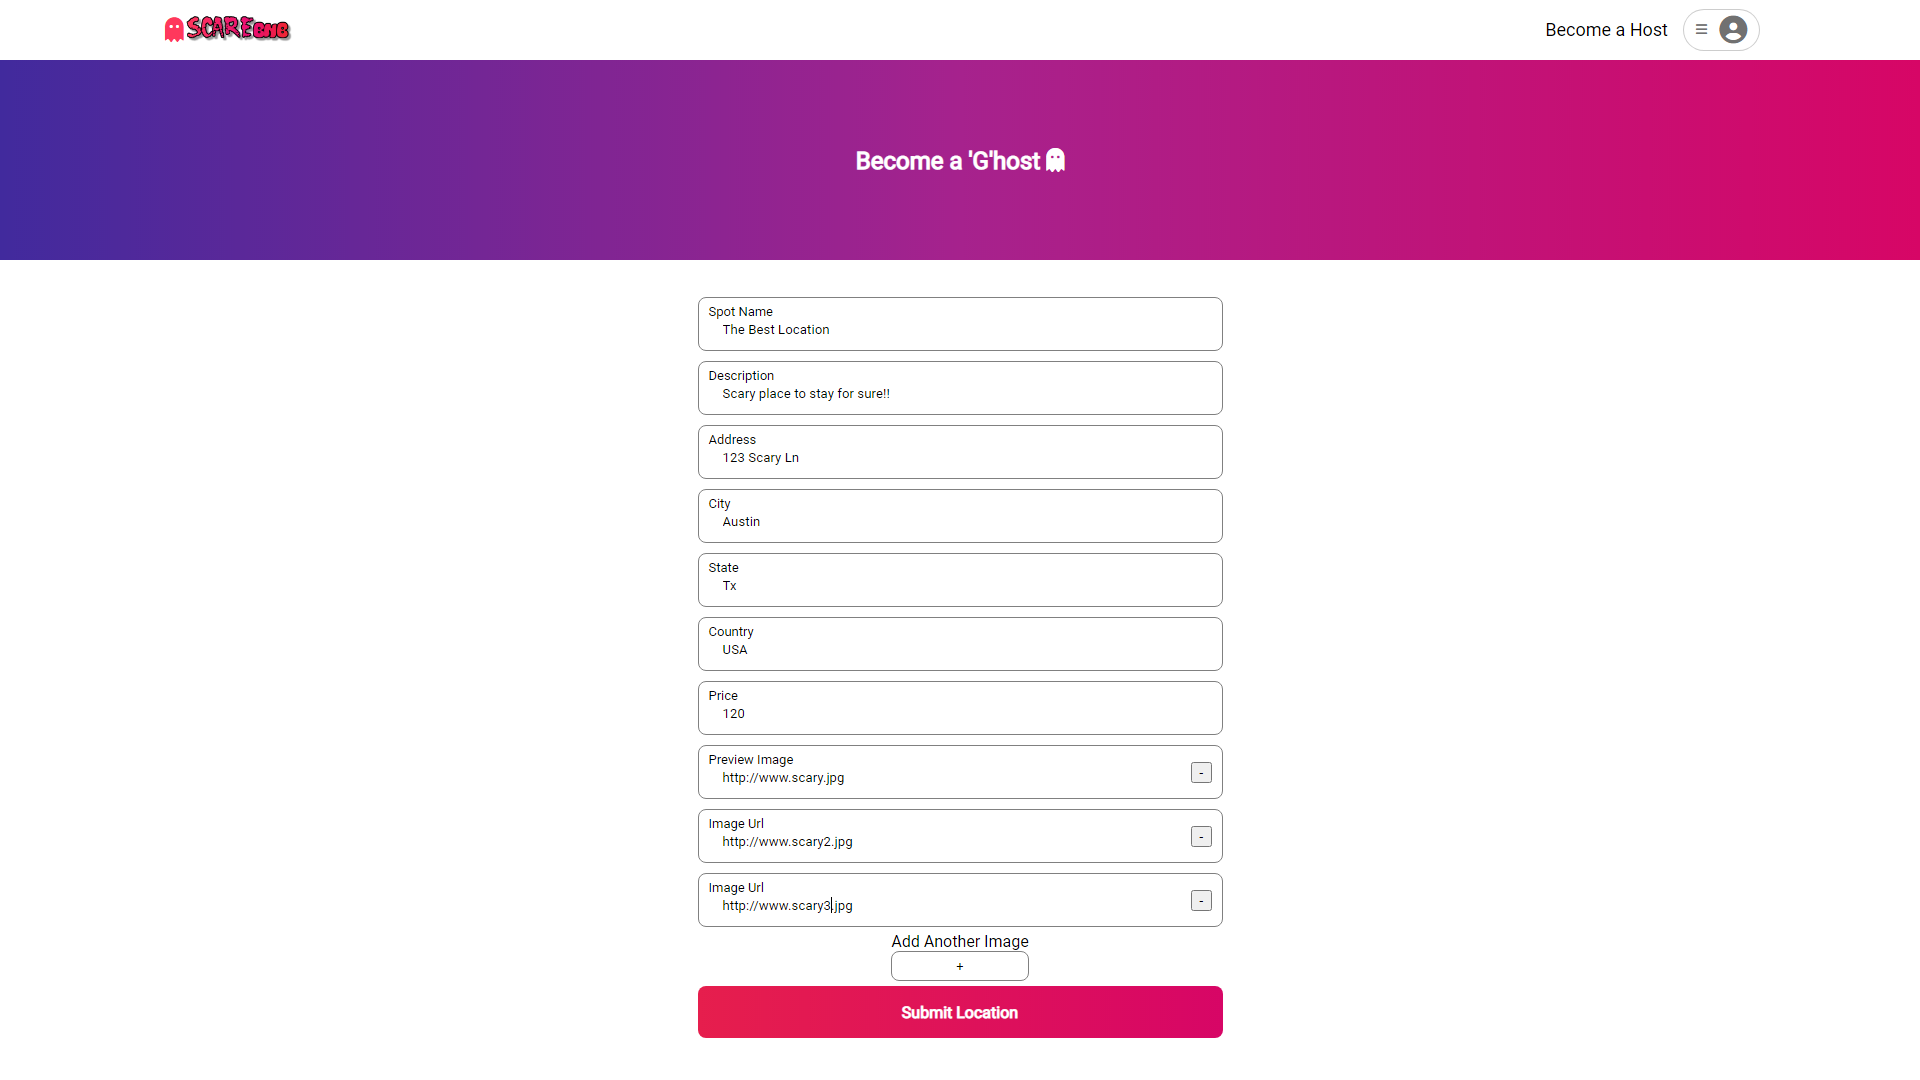 SCAREBNB
Become a Host
Become a 'G'host
Spot Name
The Best Location
Description
Scary place to stay for sure!!
Address
123 Scary Ln
City
Austin
State
Tx
Country
USA
Price
120
Preview Image
http://www.scary.jpg
-
Image Url
http://www.scary2.jpg
-
Image Url
http://www.scary3.jpg
-
Add Another Image
+
Submit Location